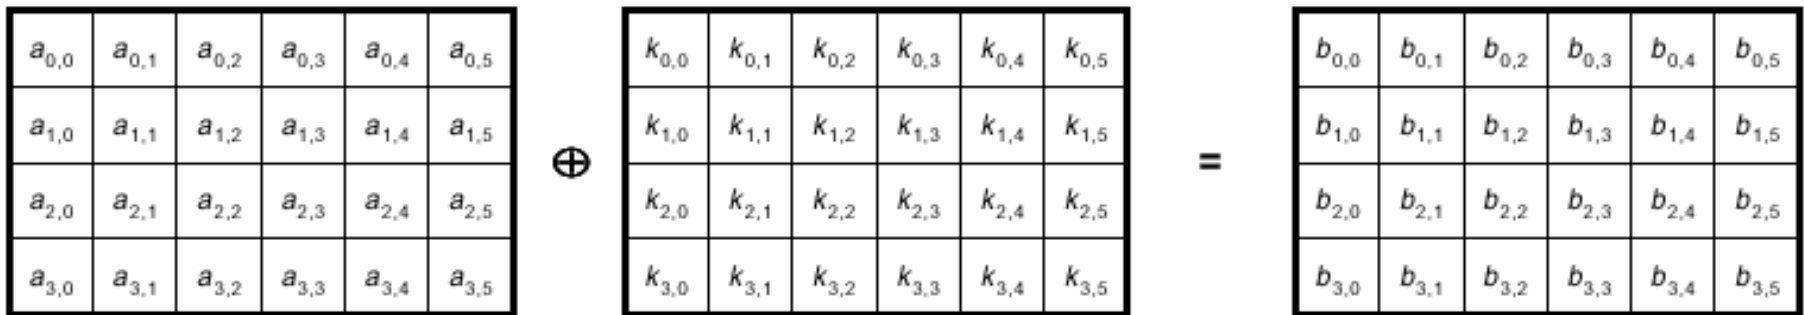 a0,0 a0,1 a0,2 a0,3 a0,4 a0,5 k0,0 k0,1 k0,2 k0,3 k0,4 k0,5 b0,0 b0,1 b0,2 b0,3 b0,4 b0,5
a1,0 a1,1 a1,2 a1,3 a1,4 a1,5 k1,0 k1,1 k1,2 k1,3 k1,4 k1,5 b1,0 b1,1 b1,2 b1,3 b1,4 b1,5
⊕ =
a2,0 a2,1 a2,2 a2,3 a2,4 a2,5 k2,0 k2,1 k2,2 k2,3 k2,4 k2,5 b2,0 b2,1 b2,2 b2,3 b2,4 b2,5
a3,0 a3,1 a3,2 a3,3 a3,4 a3,5 k3,0 k3,1 k3,2 k3,3 k3,4 k3,5 b3,0 b3,1 b3,2 b3,3 b3,4 b3,5